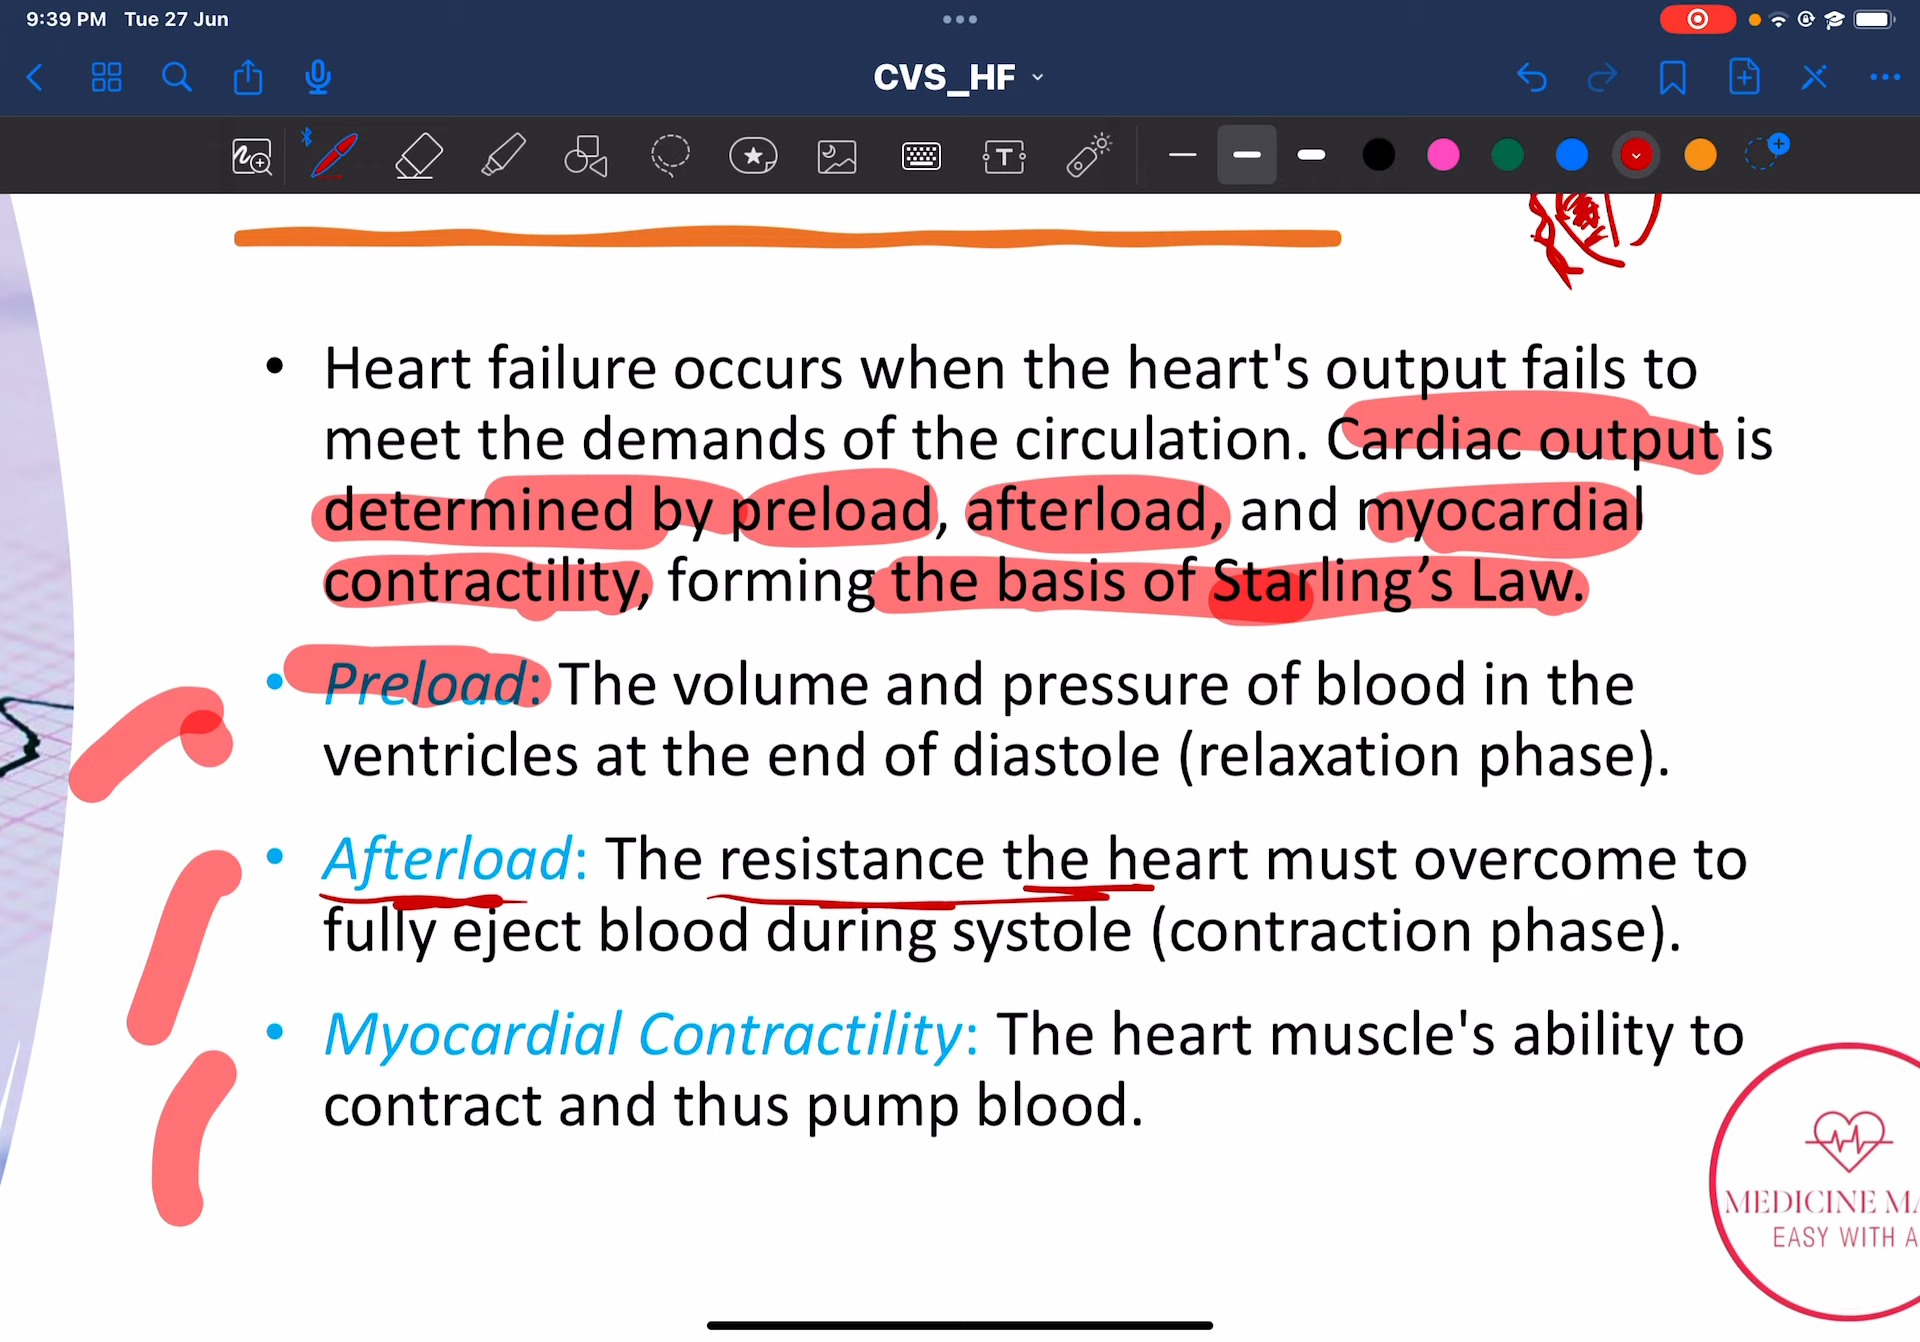 9:39 PM Tue 27 Jun
CVS_HF
T
• Heart failure occurs when the heart's output fails to
meet the demands of the circulation. Cardiac output is
determined by preload, afterload, and myocardial
contractility, forming the basis of Starling’s Law.
• Preload: The volume and pressure of blood in the
ventricles at the end of diastole (relaxation phase).
• Afterload: The resistance the heart must overcome to
fully eject blood during systole (contraction phase).
• Myocardial Contractility: The heart muscle's ability to
contract and thus pump blood.
MEDICINE MA
EASY WITH A